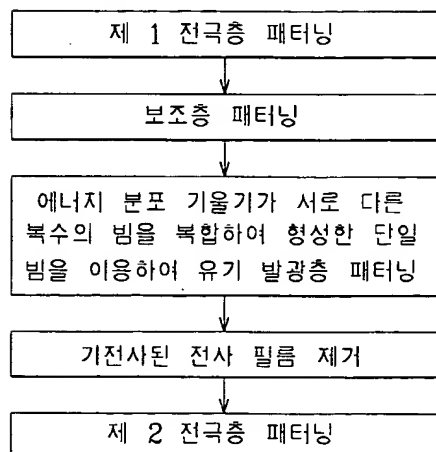 제 1 전극층 패터닝
보조층 패터닝
에너지 분포 기울기가 서로 다른
복수의 빔을 복합하여 형성한 단일
빔을 이용하여 유기 발광층 패터닝
기전사된 전사 필름 제거
제 2 전극층 패터닝